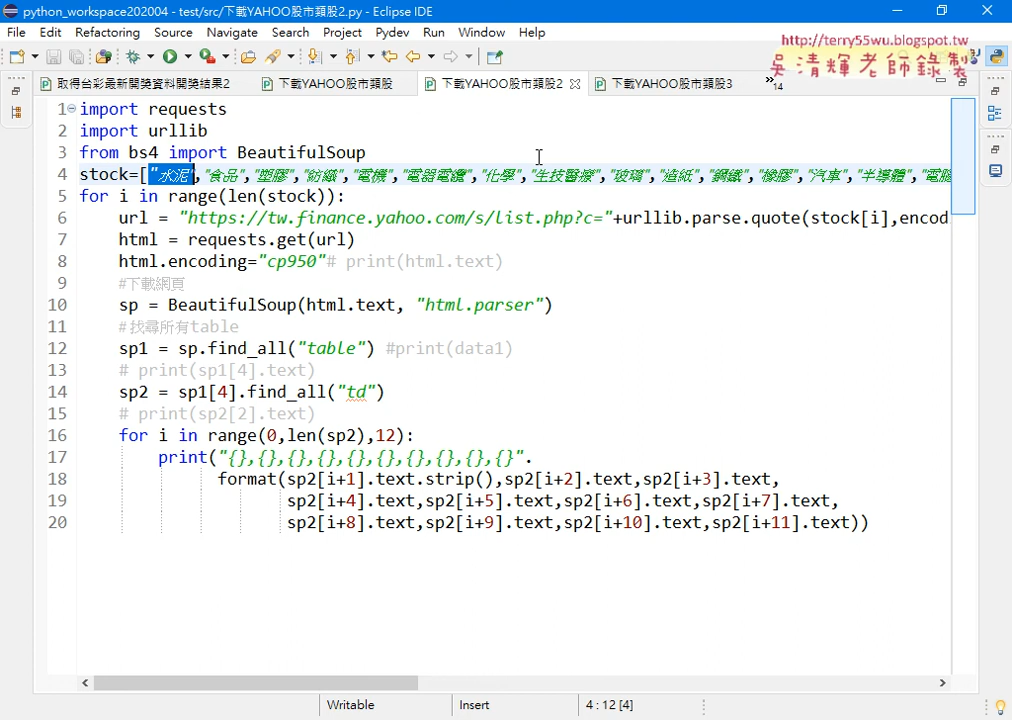 python_workspace202004 - test/src/下載YAHOO股市類股2.py - Eclipse IDE
File Edit Refactoring Source Navigate Search Project Pydev Run Window Help
http://terry55wu.blogspot.tw
吳清輝老師錄製
取得台彩最新開獎資料開獎結果2 下載YAHOO股市類股 下載YAHOO股市類股2 下載YAHOO股市類股3 »14
1 import requests
2 import urllib
3 from bs4 import BeautifulSoup
4 stock=["水泥","食品","塑膠","紡織","電機","電器電纜","化學","生技醫療","玻璃","造紙","鋼鐵","橡膠","汽車","半導體","電腦
5 for i in range(len(stock)):
6 url = "https://tw.finance.yahoo.com/s/list.php?c="+urllib.parse.quote(stock[i],encod
7 html = requests.get(url)
8 html.encoding="cp950"# print(html.text)
9 #下載網頁
10 sp = BeautifulSoup(html.text, "html.parser")
11 #找尋所有table
12 sp1 = sp.find_all("table") #print(data1)
13 # print(sp1[4].text)
14 sp2 = sp1[4].find_all("td")
15 # print(sp2[2].text)
16 for i in range(0,len(sp2),12):
17 print("{},{},{},{},{},{},{},{},{},{}".
18 format(sp2[i+1].text.strip(),sp2[i+2].text,sp2[i+3].text,
19 sp2[i+4].text,sp2[i+5].text,sp2[i+6].text,sp2[i+7].text,
20 sp2[i+8].text,sp2[i+9].text,sp2[i+10].text,sp2[i+11].text))
Writable Insert 4 : 12 [4]